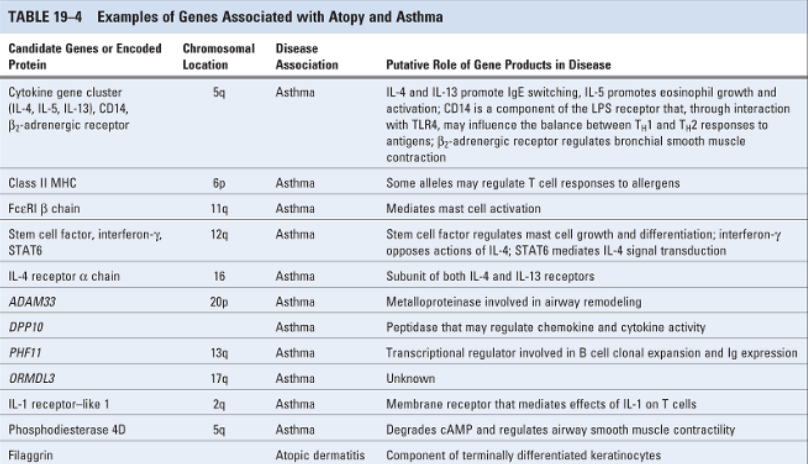 TABLE 19–4 Examples of Genes Associated with Atopy and Asthma
Candidate Genes or Encoded Protein Chromosomal Location Disease Association Putative Role of Gene Products in Disease
Cytokine gene cluster 5q Asthma IL-4 and IL-13 promote IgE switching, IL-5 promotes eosinophil growth and
(IL-4, IL-5, IL-13), CD14, activation; CD14 is a component of the LPS receptor that, through interaction
β₂-adrenergic receptor with TLR4, may influence the balance between TH1 and TH2 responses to
antigens; β₂-adrenergic receptor regulates bronchial smooth muscle
contraction
Class II MHC 6p Asthma Some alleles may regulate T cell responses to allergens
FcεRI β chain 11q Asthma Mediates mast cell activation
Stem cell factor, interferon-γ, 12q Asthma Stem cell factor regulates mast cell growth and differentiation; interferon-γ
STAT6 opposes actions of IL-4; STAT6 mediates IL-4 signal transduction
IL-4 receptor α chain 16 Asthma Subunit of both IL-4 and IL-13 receptors
ADAM33 20p Asthma Metalloproteinase involved in airway remodeling
DPP10 Asthma Peptidase that may regulate chemokine and cytokine activity
PHF11 13q Asthma Transcriptional regulator involved in B cell clonal expansion and Ig expression
ORMDL3 17q Asthma Unknown
IL-1 receptor–like 1 2q Asthma Membrane receptor that mediates effects of IL-1 on T cells
Phosphodiesterase 4D 5q Asthma Degrades cAMP and regulates airway smooth muscle contractility
Filaggrin Atopic dermatitis Component of terminally differentiated keratinocytes